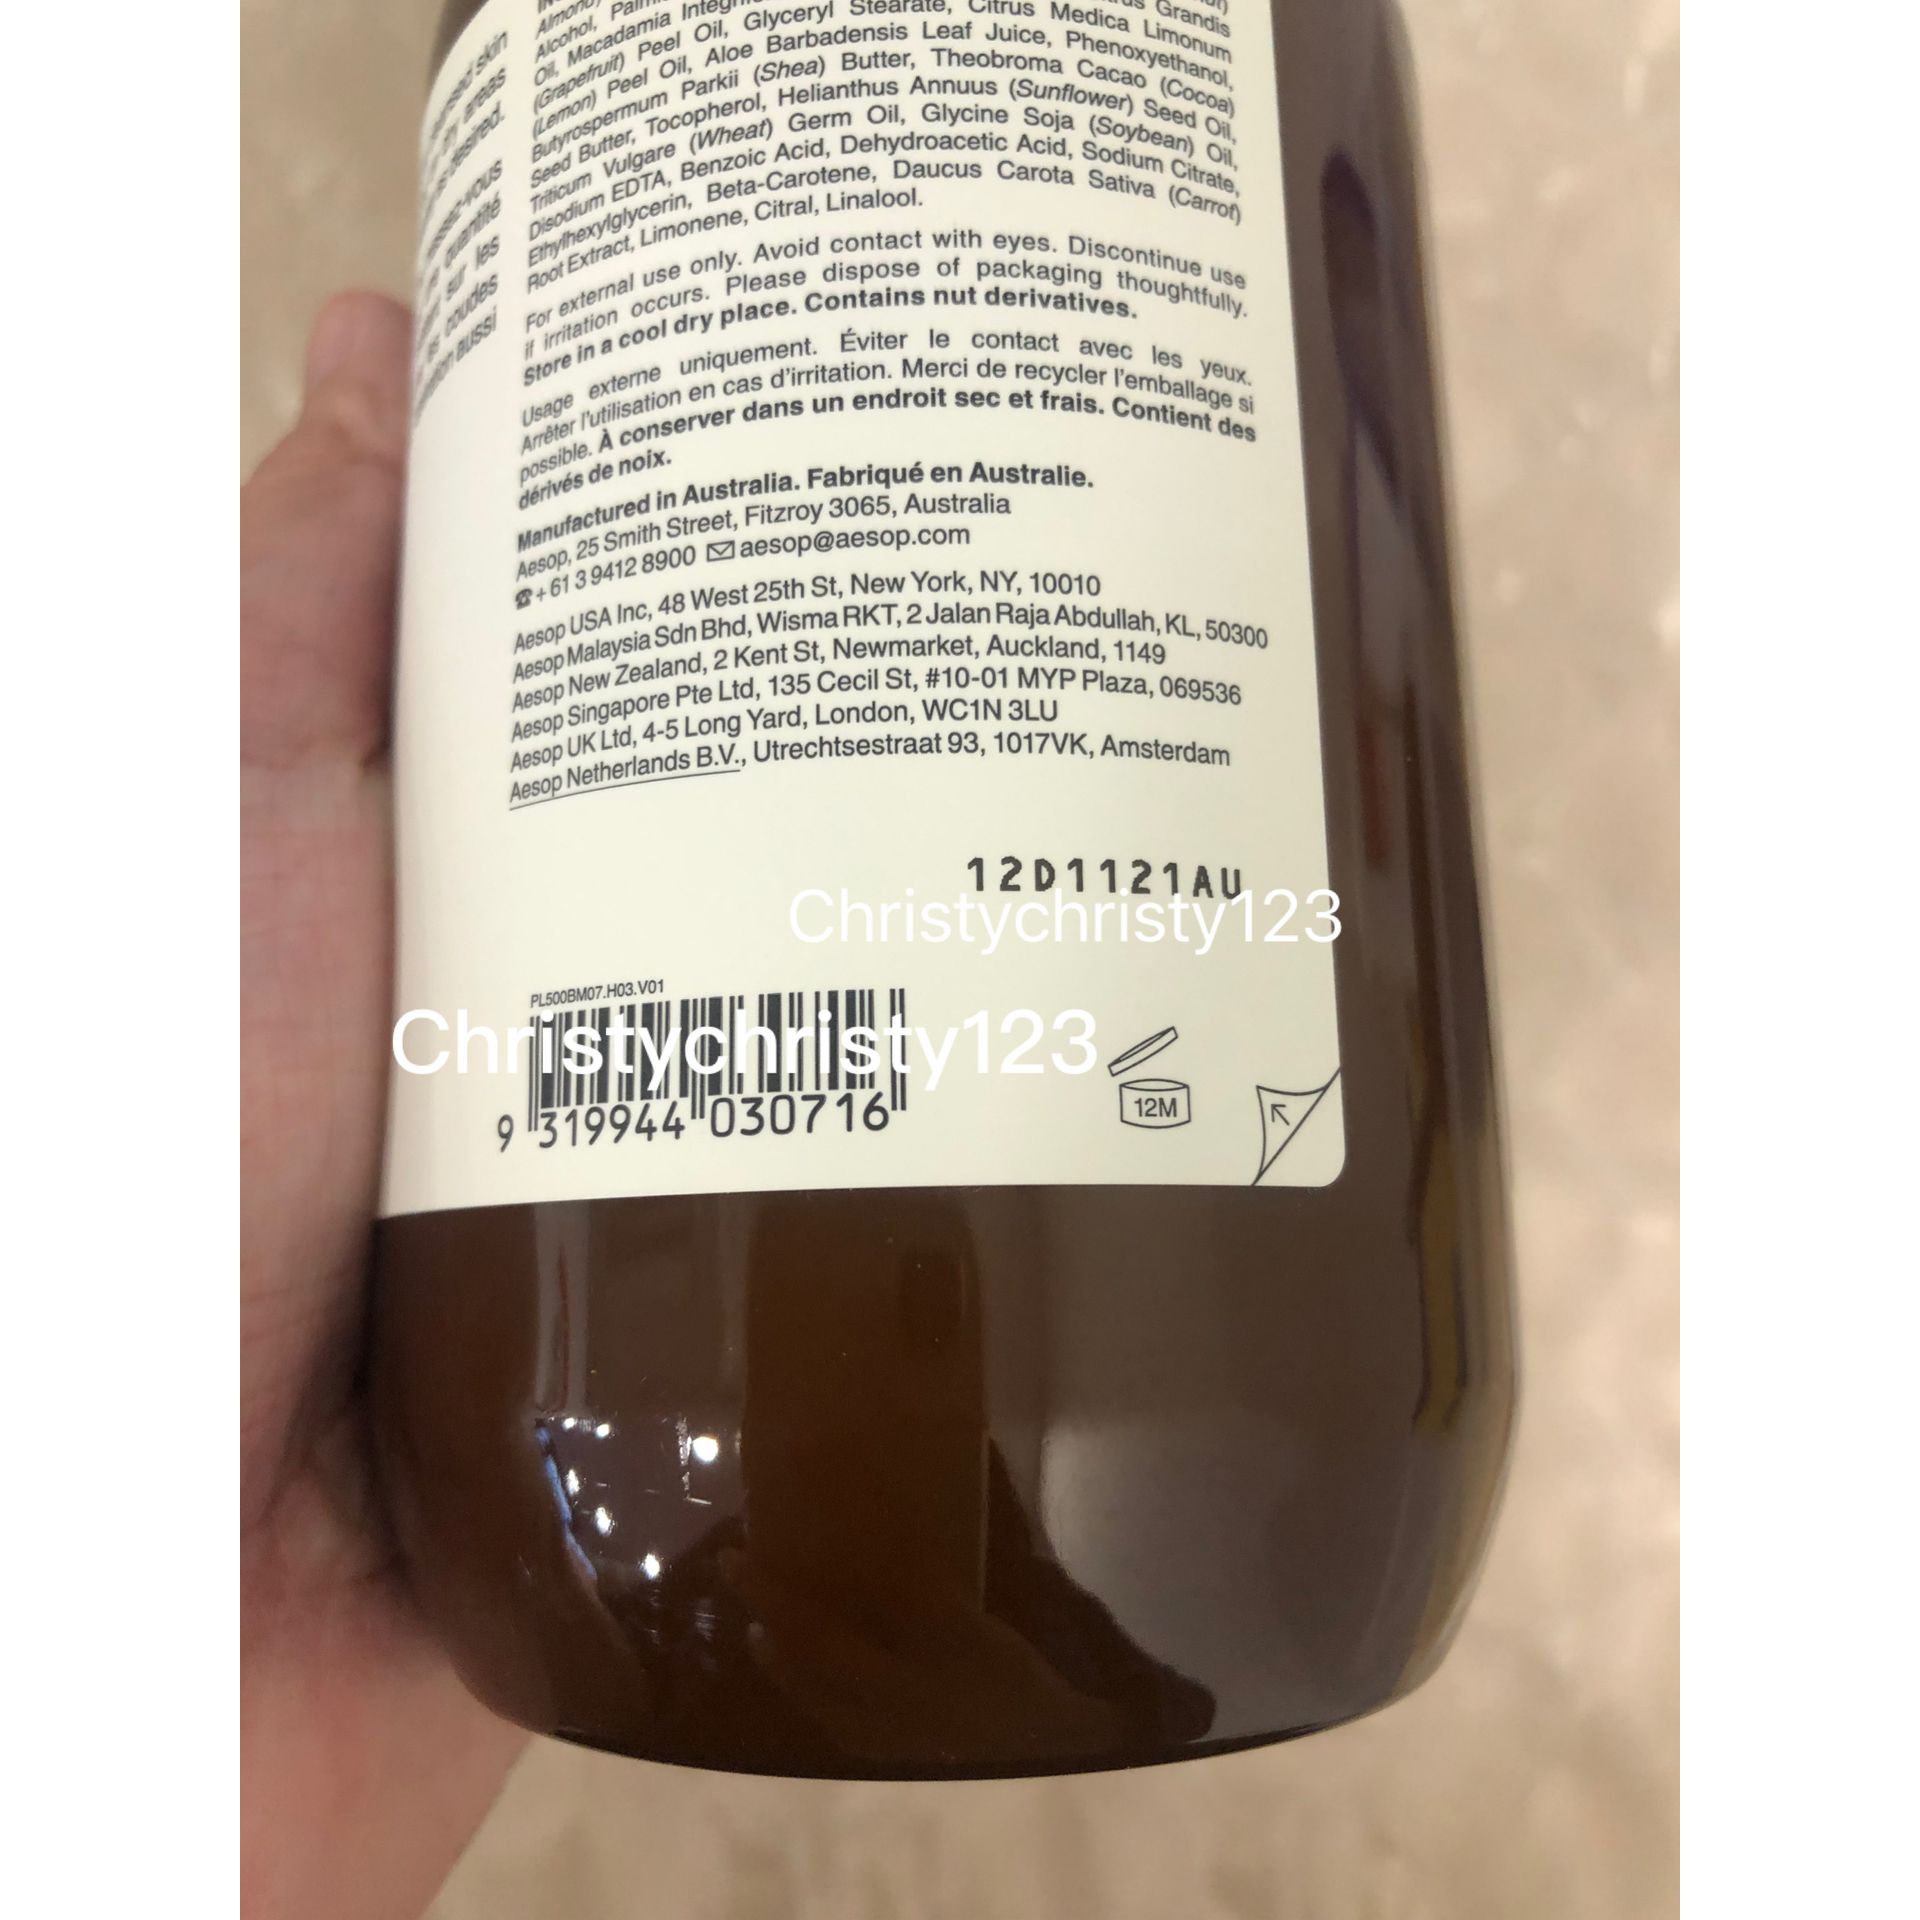 skin
dry areas
desired.
vous
quantité
sur les
coudes
aussi
Alcohol,
Grandis
Oil, Macadamia Glyceryl Stearate, Citrus Medica Limonum
(Grapefruit) Peel Oil,
(Lemon) Peel Oil, Aloe Barbadensis Leaf Juice, Phenoxyethanol,
Butyrospermum Parkii (Shea) Butter, Theobroma Cacao (Cocoa)
Seed Butter, Tocopherol, Helianthus Annuus (Sunflower) Seed Oil,
Triticum Vulgare (Wheat) Germ Oil, Glycine Soja (Soybean) Oil,
Disodium EDTA, Benzoic Acid, Dehydroacetic Acid, Sodium Citrate,
Ethylhexylglycerin, Beta-Carotene, Daucus Carota Sativa (Carrot)
Root Extract, Limonene, Citral, Linalool.
For external use only. Avoid contact with eyes. Discontinue use
if irritation occurs. Please dispose of packaging thoughtfully.
Store in a cool dry place. Contains nut derivatives.
Usage externe uniquement. Éviter le contact avec les yeux.
Arrêter l'utilisation en cas d'irritation. Merci de recycler l'emballage si
possible. À conserver dans un endroit sec et frais. Contient des
dérivés de noix.
Manufactured in Australia. Fabriqué en Australie.
Aesop, 25 Smith Street, Fitzroy 3065, Australia
☎+61 3 9412 8900 ✉aesop@aesop.com
Aesop USA Inc, 48 West 25th St, New York, NY, 10010
Aesop Malaysia Sdn Bhd, Wisma RKT, 2 Jalan Raja Abdullah, KL, 50300
Aesop New Zealand, 2 Kent St, Newmarket, Auckland, 1149
Aesop Singapore Pte Ltd, 135 Cecil St, #10-01 MYP Plaza, 069536
Aesop UK Ltd, 4-5 Long Yard, London, WC1N 3LU
Aesop Netherlands B.V., Utrechtsestraat 93, 1017VK, Amsterdam
12D1121AU
Christychristy123
PL500BM07.H03.V01
Christychristy123
9 319944 030716
12M